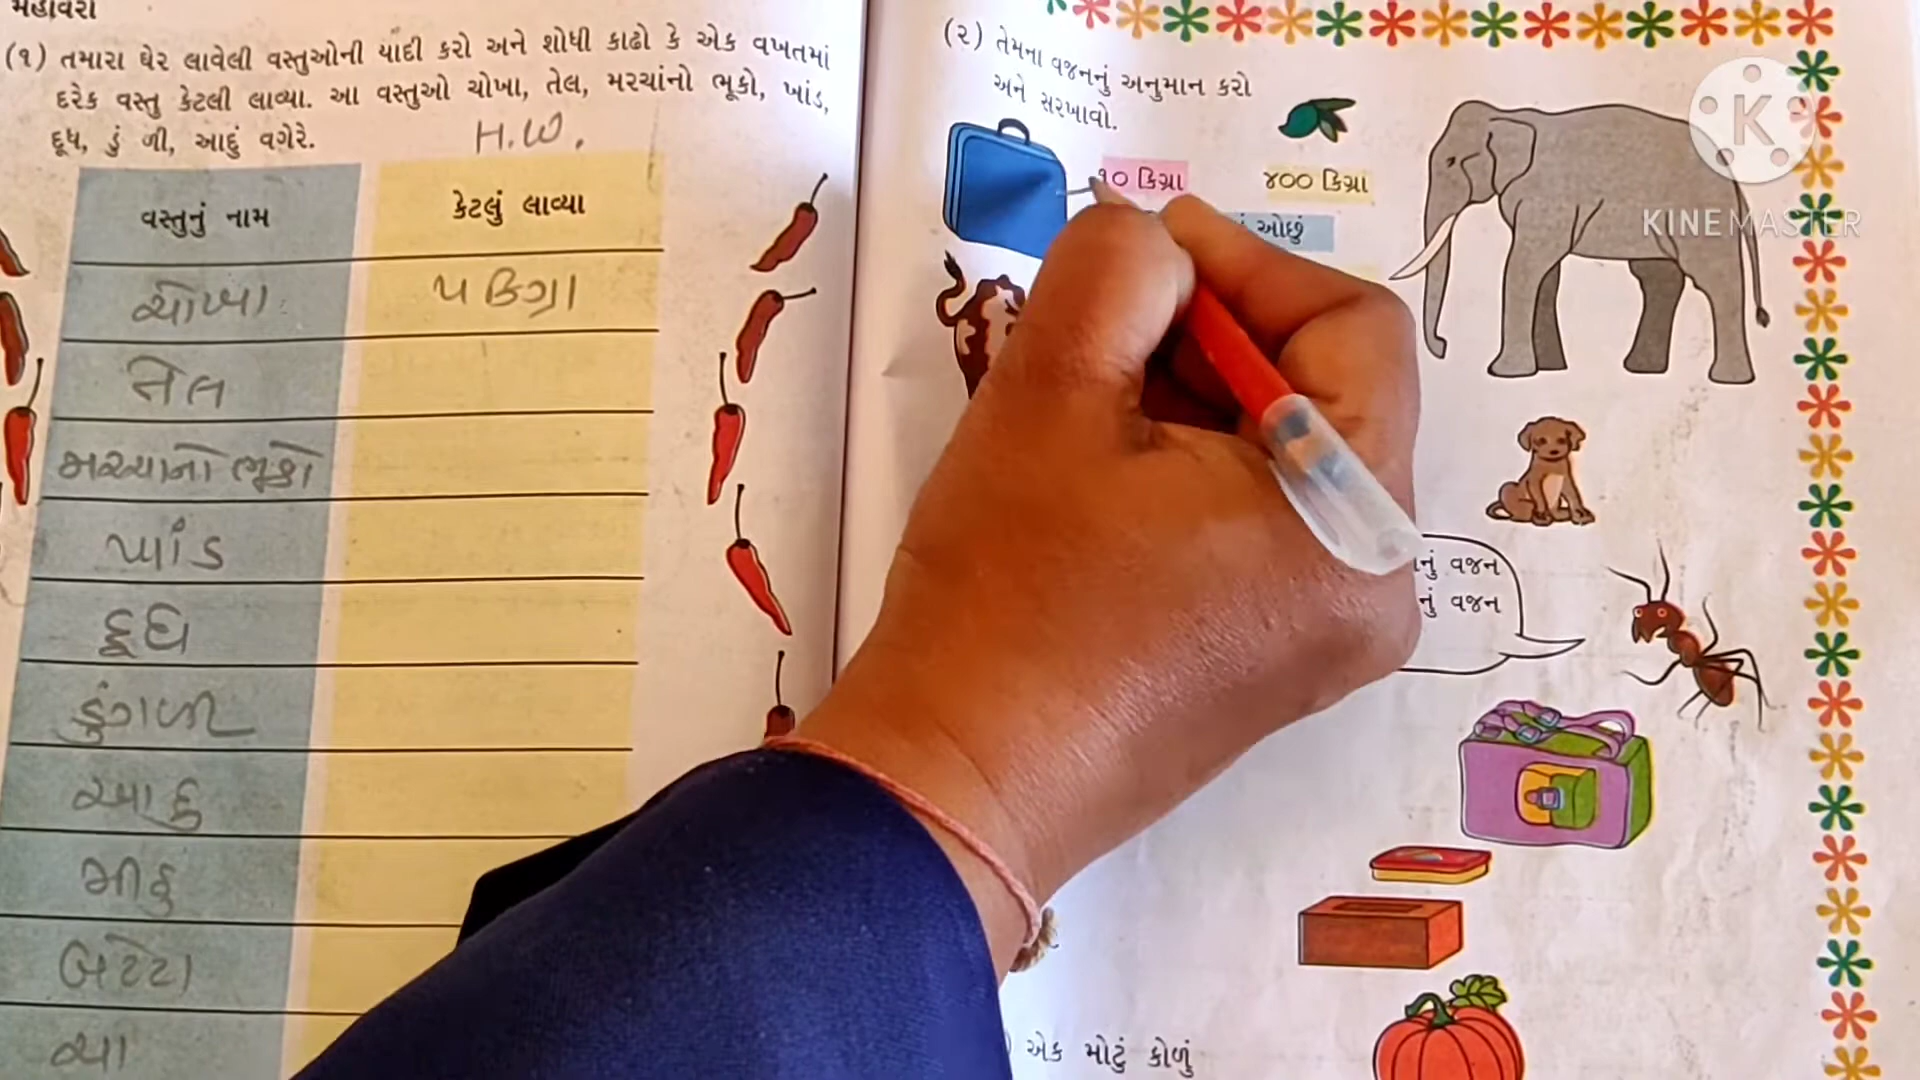 મહાવરો
(૧) તમારા ઘેર લાવેલી વસ્તુઓની યાદી કરો અને શોધી કાઢો કે એક વખતમાં
દરેક વસ્તુ કેટલી લાવ્યા. આ વસ્તુઓ ચોખા, તેલ, મરચાંનો ભૂકો, ખાંડ,
દૂધ, ડું ળી, આદું વગેરે.
H.W.
વસ્તુનું નામ
કેટલું લાવ્યા
ચોખા
૫ કિગ્રા
તેલ
મરચાનો ભૂકો
ખાંડ
દૂધ
ડુંગળી
આદુ
મીઠુ
બટેટા
ચા
(૨) તેમના વજનનું અનુમાન કરો
અને સરખાવો.
૧૦ કિગ્રા
૪૦૦ કિગ્રા
ઓછું
નું વજન
નું વજન
એક મોટું કોળું
K
KINEMASTER